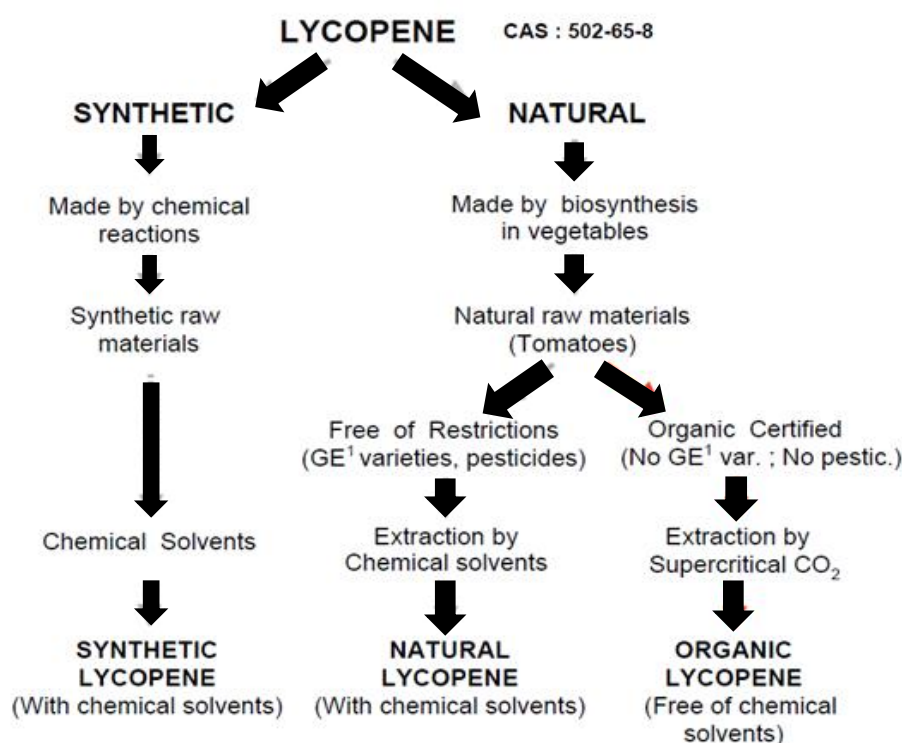 LYCOPENE
CAS : 502-65-8
SYNTHETIC
NATURAL
Made by chemical
reactions
Made by biosynthesis
in vegetables
Synthetic raw
materials
Natural raw materials
(Tomatoes)
Free of Restrictions
(GE¹ varieties, pesticides)
Organic Certified
(No GE¹ var. ; No pestic.)
Chemical Solvents
Extraction by
Chemical solvents
Extraction by
Supercritical CO₂
SYNTHETIC
LYCOPENE
(With chemical solvents)
NATURAL
LYCOPENE
(With chemical solvents)
ORGANIC
LYCOPENE
(Free of chemical
solvents)